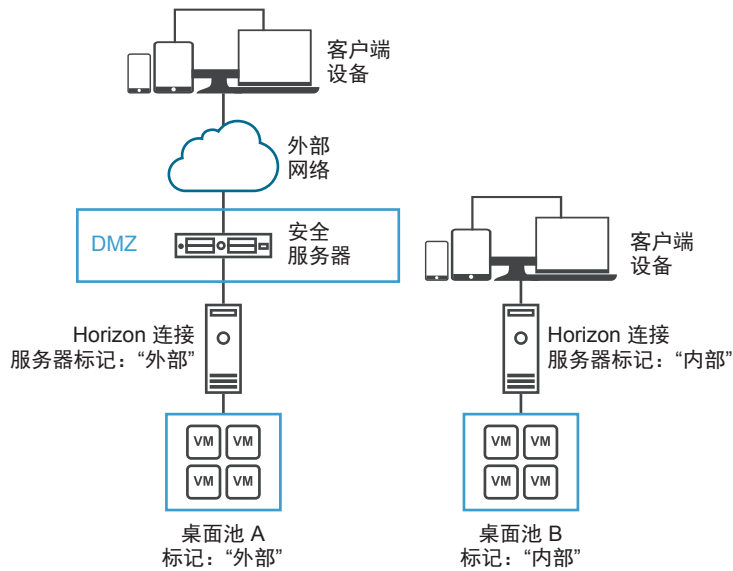 客户端
设备
外部
网络
DMZ
安全
服务器
客户端
设备
Horizon 连接
服务器标记：“外部”
Horizon 连接
服务器标记：“内部”
VM VM
VM VM
VM VM
VM VM
桌面池 A
标记：“外部”
桌面池 B
标记：“内部”